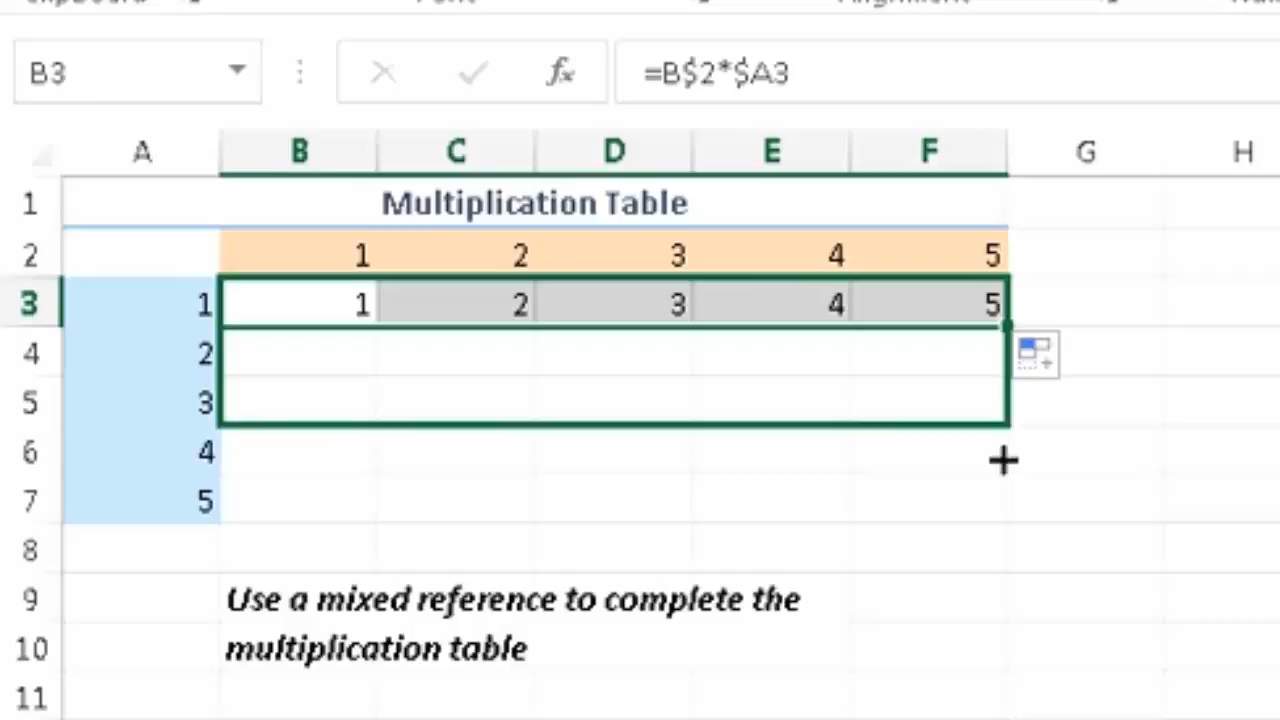 B3 fx =B$2*$A3
A B C D E F G H
1 Multiplication Table
2 1 2 3 4 5
3 1 1 2 3 4 5
4 2
5 3
6 4
7 5
8
9 Use a mixed reference to complete the
10 multiplication table
11